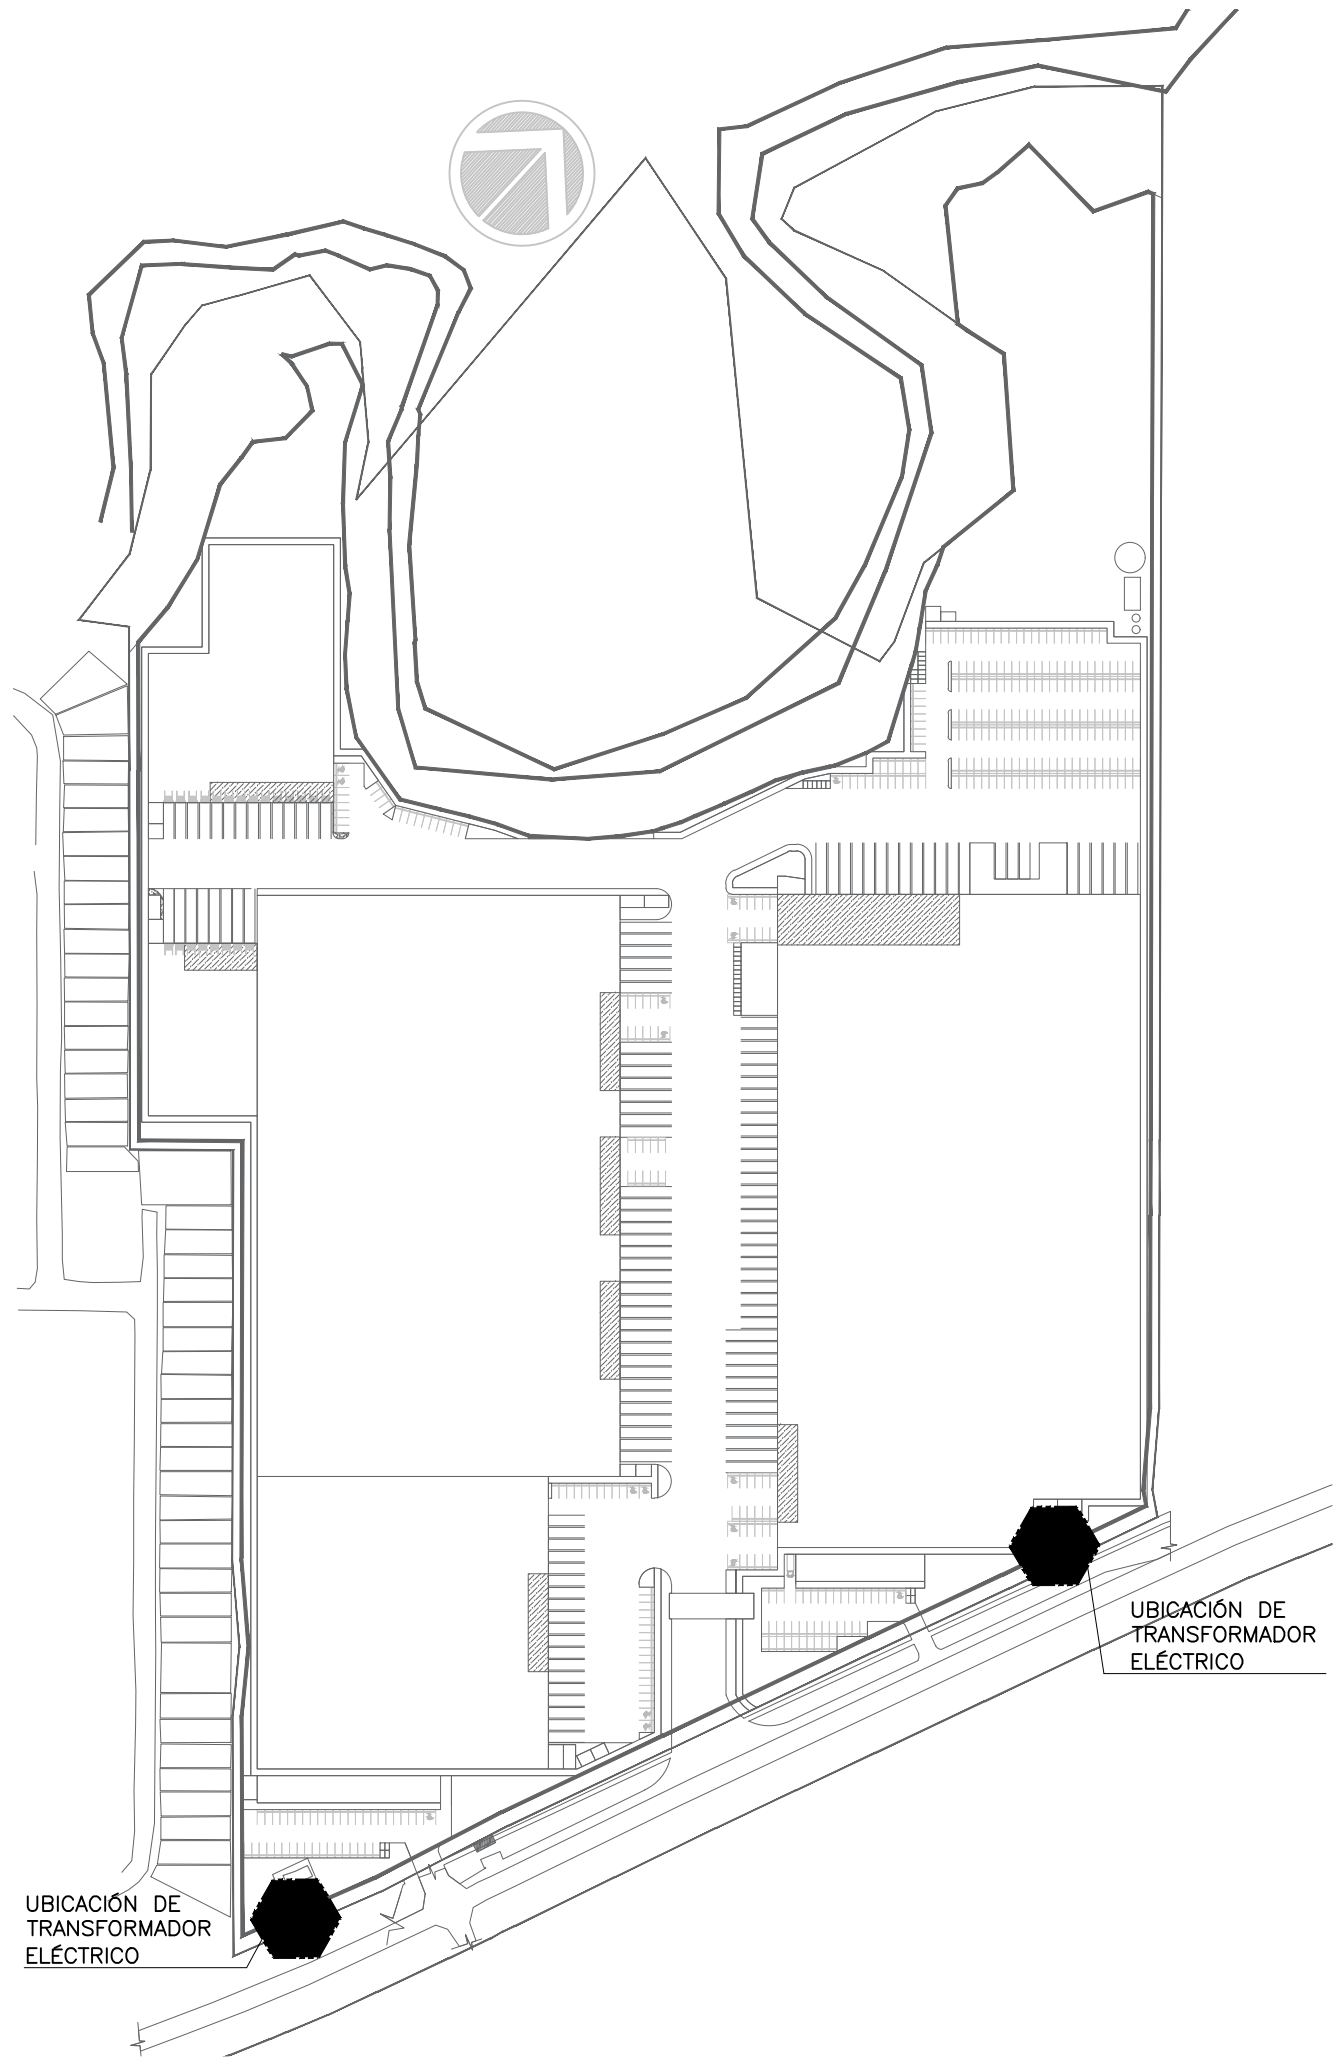 UBICACIÓN DE
TRANSFORMADOR
ELÉCTRICO
UBICACIÓN DE
TRANSFORMADOR
ELÉCTRICO